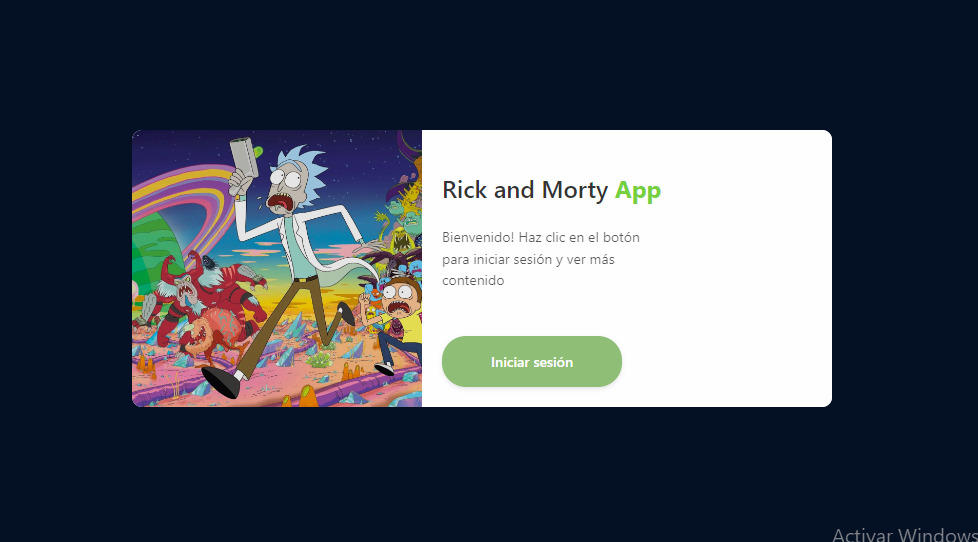 Rick and Morty App
Bienvenido! Haz clic en el botón
para iniciar sesión y ver más
contenido
Iniciar sesión
Activar Windows